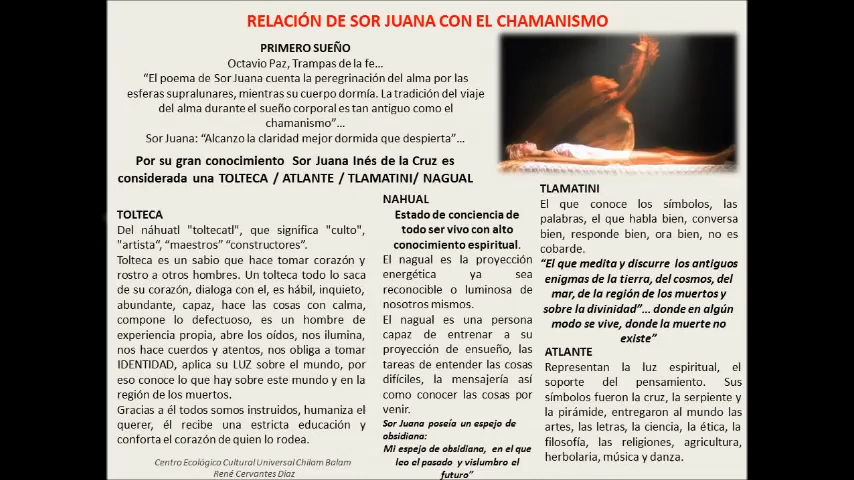 RELACIÓN DE SOR JUANA CON EL CHAMANISMO
PRIMERO SUEÑO
Octavio Paz, Trampas de la fe…
“El poema de Sor Juana cuenta la peregrinación del alma por las
esferas supralunares, mientras su cuerpo dormía. La tradición del viaje
del alma durante el sueño corporal es tan antiguo como el
chamanismo”…
Sor Juana: “Alcanzo la claridad mejor dormida que despierta”…
Por su gran conocimiento Sor Juana Inés de la Cruz es
considerada una TOLTECA / ATLANTE / TLAMATINI/ NAGUAL
TOLTECA
Del náhuatl "toltecatl", que significa "culto",
"artista“, “maestros” “constructores”.
Tolteca es un sabio que hace tomar corazón y
rostro a otros hombres. Un tolteca todo lo saca
de su corazón, dialoga con el, es hábil, inquieto,
abundante, capaz, hace las cosas con calma,
compone lo defectuoso, es un hombre de
experiencia propia, abre los oídos, nos ilumina,
nos hace cuerdos y atentos, nos obliga a tomar
IDENTIDAD, aplica su LUZ sobre el mundo, por
eso conoce lo que hay sobre este mundo y en la
región de los muertos.
Gracias a él todos somos instruidos, humaniza el
querer, él recibe una estricta educación y
conforta el corazón de quien lo rodea.
Centro Ecológico Cultural Universal Chilam Balam
René Cervantes Díaz
NAHUAL
Estado de conciencia de
todo ser vivo con alto
conocimiento espiritual.
El nagual es la proyección
energética ya sea
reconocible o luminosa de
nosotros mismos.
El nagual es una persona
capaz de entrenar a su
proyección de ensueño, las
tareas de entender las cosas
difíciles, la mensajería así
como conocer las cosas por
venir.
Sor Juana poseía un espejo de
obsidiana:
Mi espejo de obsidiana, en el que
leo el pasado y vislumbro el
futuro”
TLAMATINI
El que conoce los símbolos, las
palabras, el que habla bien, conversa
bien, responde bien, ora bien, no es
cobarde.
“El que medita y discurre los antiguos
enigmas de la tierra, del cosmos, del
mar, de la región de los muertos y
sobre la divinidad”… donde en algún
modo se vive, donde la muerte no
existe”
ATLANTE
Representan la luz espiritual, el
soporte del pensamiento. Sus
símbolos fueron la cruz, la serpiente y
la pirámide, entregaron al mundo las
artes, las letras, la ciencia, la ética, la
filosofía, las religiones, agricultura,
herbolaria, música y danza.